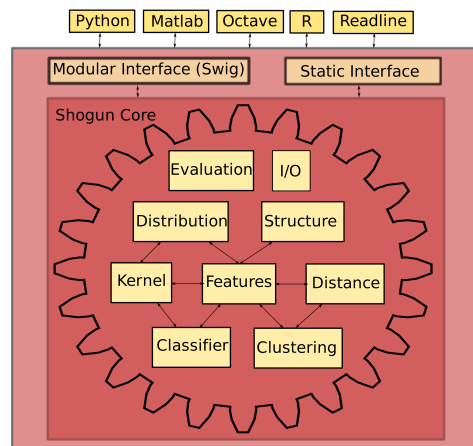 Python
Matlab
Octave
R
Readline
Modular Interface (Swig)
Static Interface
Shogun Core
Evaluation
I/O
Distribution
Structure
Kernel
Features
Distance
Classifier
Clustering